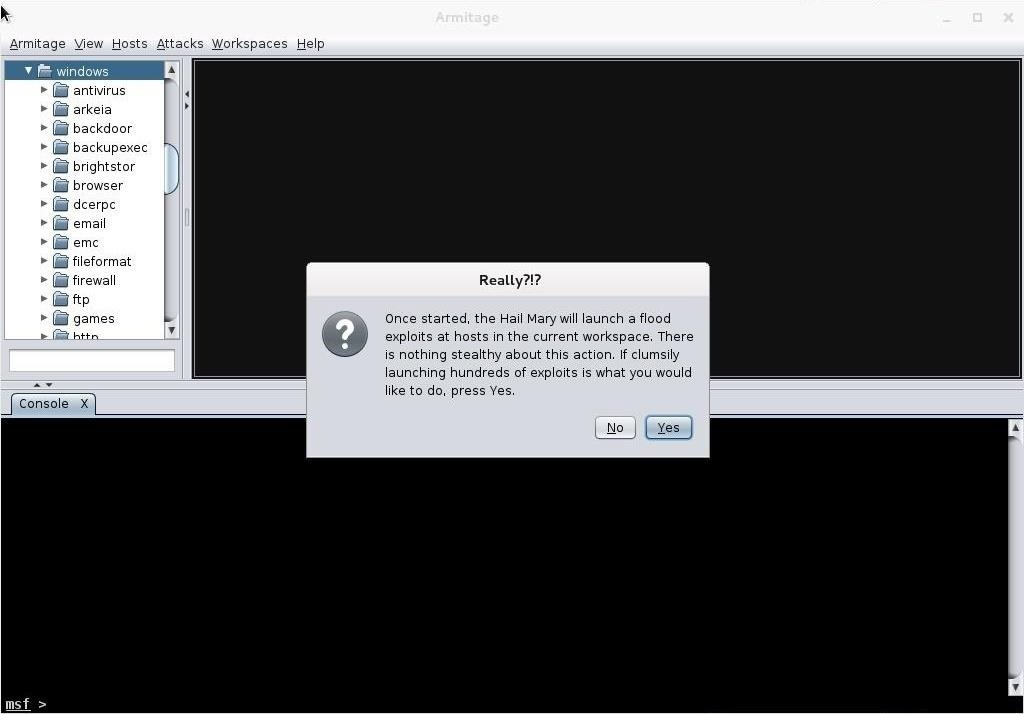 Armitage
Armitage View Hosts Attacks Workspaces Help
windows
antivirus
arkeia
backdoor
backupexec
brightstor
browser
dcerpc
email
emc
fileformat
firewall
ftp
games
http
Really?!?
Once started, the Hail Mary will launch a flood
exploits at hosts in the current workspace. There
is nothing stealthy about this action. If clumsily
launching hundreds of exploits is what you would
like to do, press Yes.
No Yes
Console X
msf >